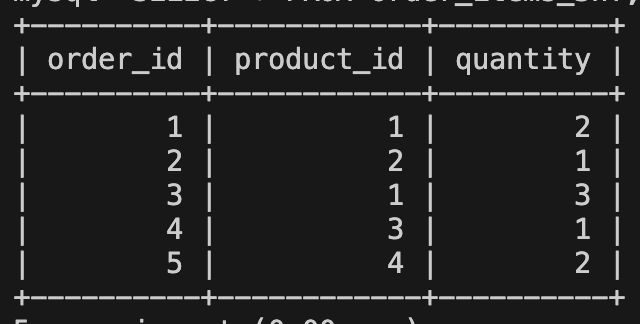 +----------+------------+----------+
| order_id | product_id | quantity |
+----------+------------+----------+
|        1 |          1 |        2 |
|        2 |          2 |        1 |
|        3 |          1 |        3 |
|        4 |          3 |        1 |
|        5 |          4 |        2 |
+----------+------------+----------+